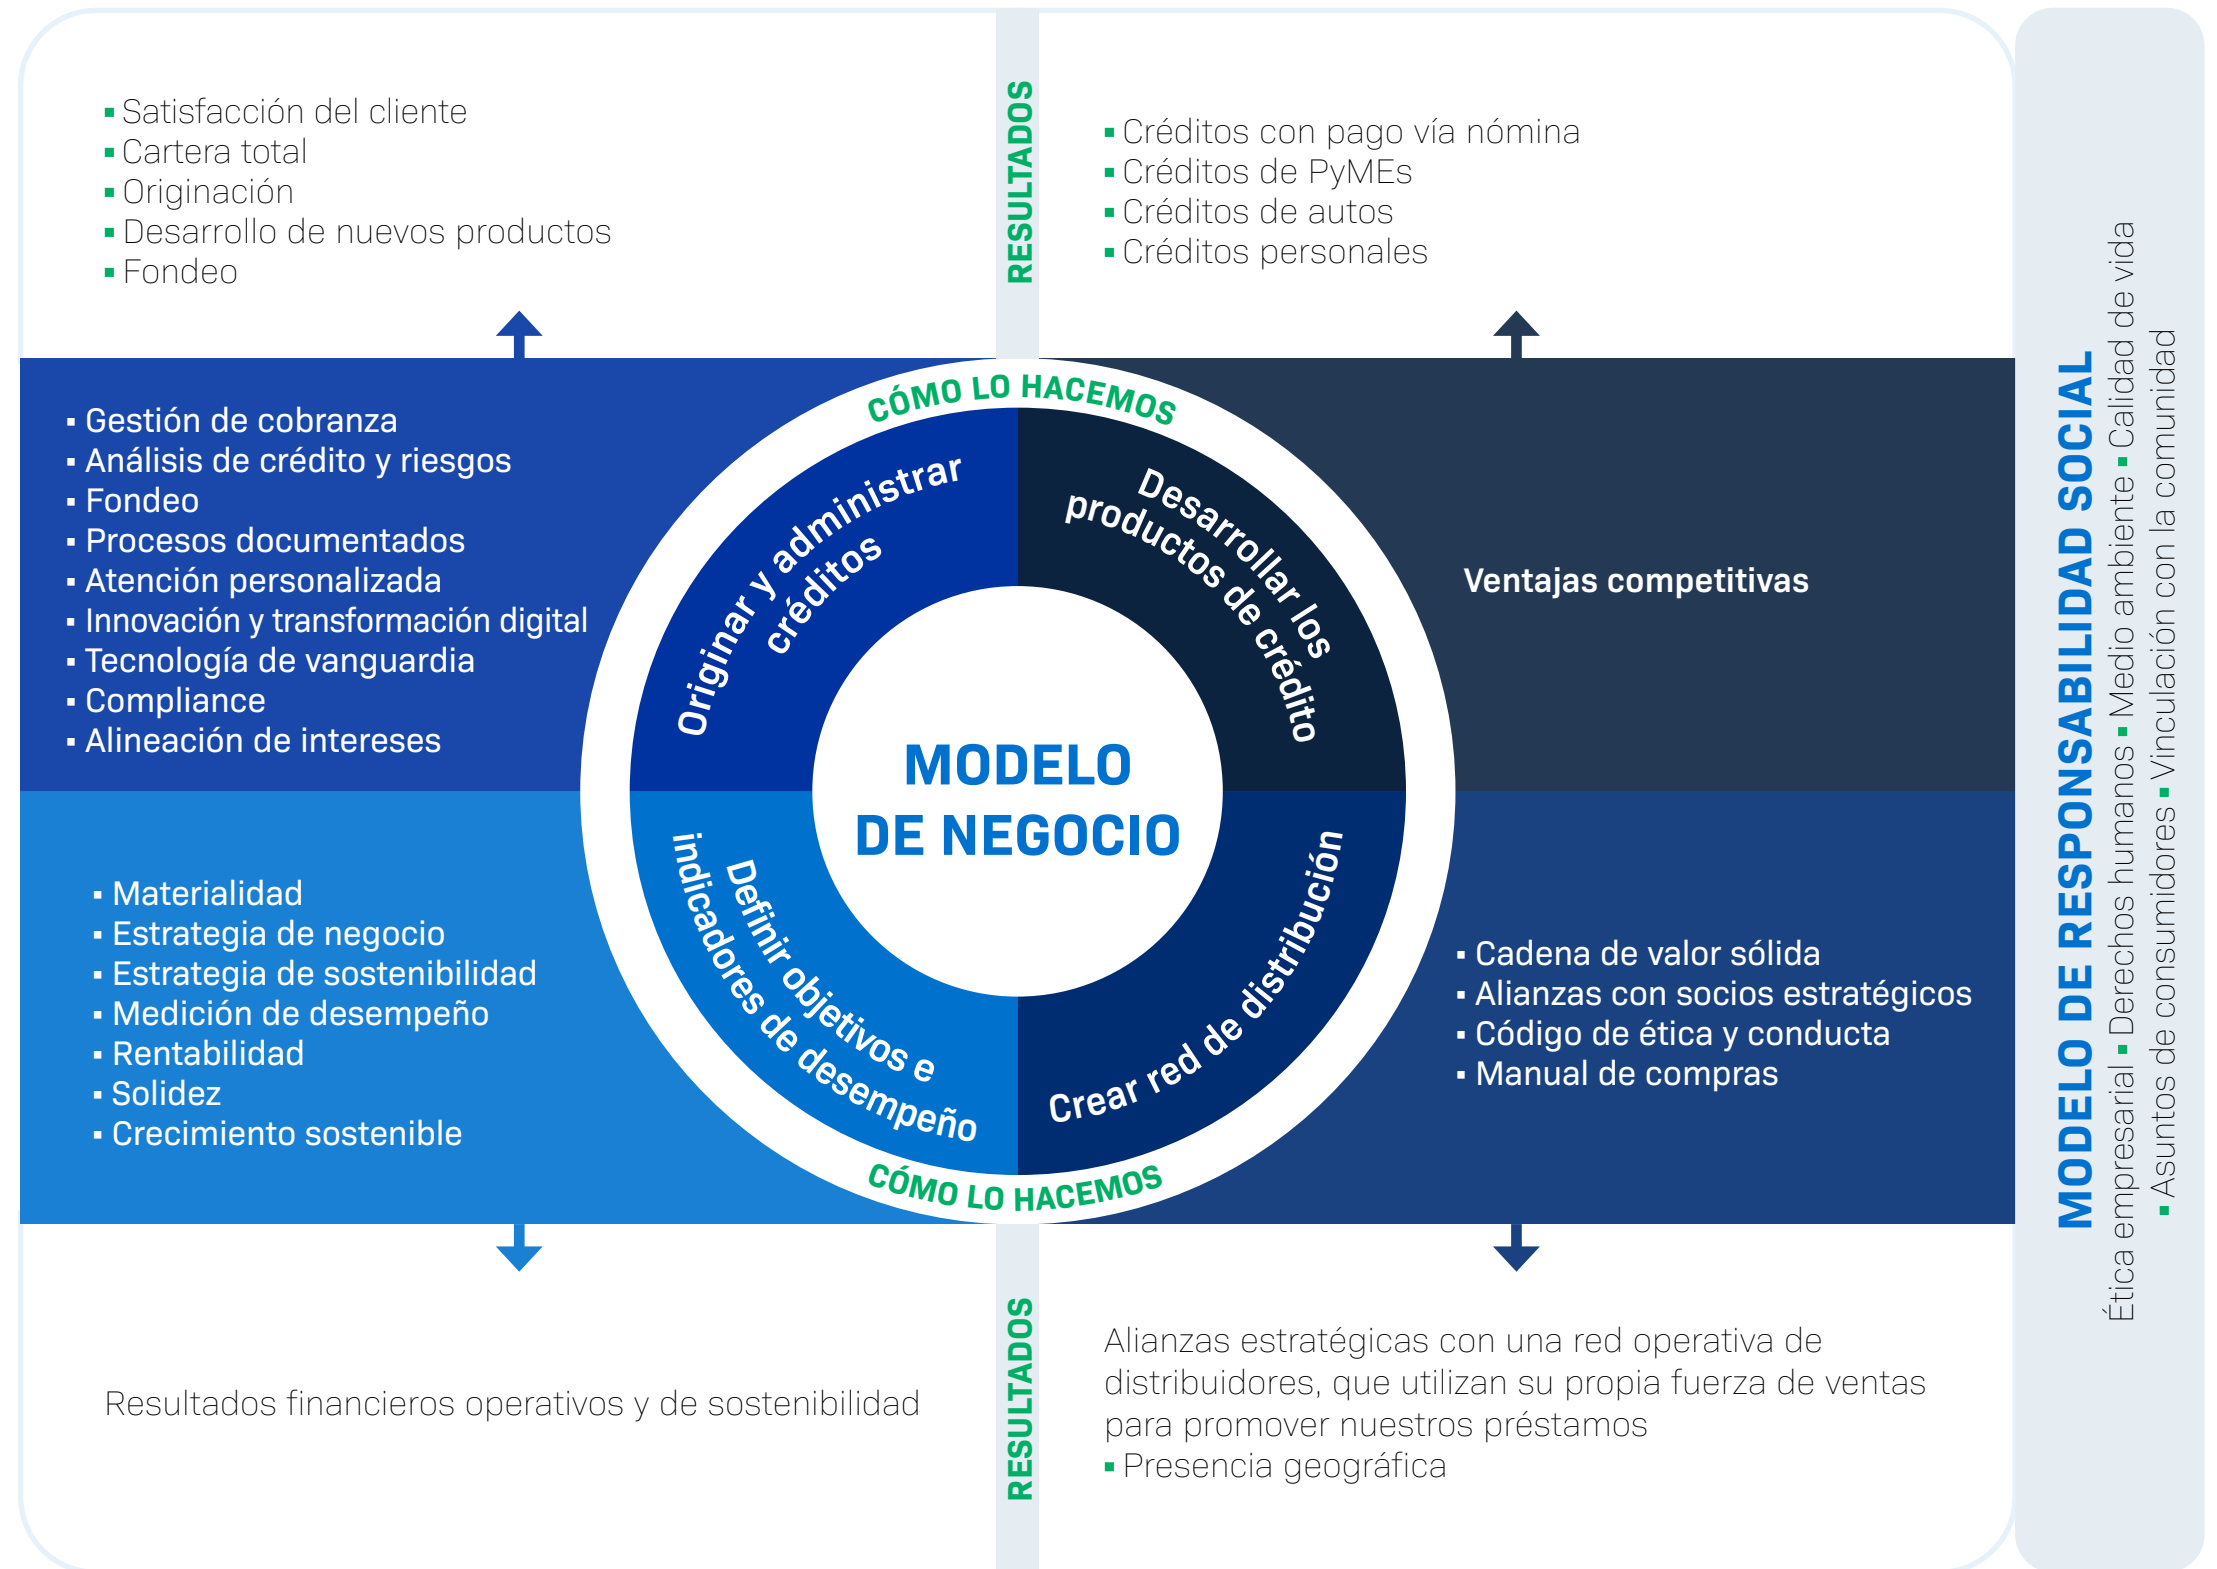 Satisfacción del cliente
Cartera total
Originación
Desarrollo de nuevos productos
Fondeo
RESULTADOS
Créditos con pago vía nómina
Créditos de PyMEs
Créditos de autos
Créditos personales
CÓMO LO HACEMOS
Gestión de cobranza
Análisis de crédito y riesgos
Fondeo
Procesos documentados
Atención personalizada
Innovación y transformación digital
Tecnología de vanguardia
Compliance
Alineación de intereses
Originar y administrar
créditos
Desarrollar los
productos de crédito
Ventajas competitivas
MODELO
DE NEGOCIO
Materialidad
Estrategia de negocio
Estrategia de sostenibilidad
Medición de desempeño
Rentabilidad
Solidez
Crecimiento sostenible
Definir objetivos e
indicadores de desempeño
Crear red de distribución
Cadena de valor sólida
Alianzas con socios estratégicos
Código de ética y conducta
Manual de compras
CÓMO LO HACEMOS
Resultados financieros operativos y de sostenibilidad
RESULTADOS
Alianzas estratégicas con una red operativa de
distribuidores, que utilizan su propia fuerza de ventas
para promover nuestros préstamos
Presencia geográfica
MODELO DE RESPONSABILIDAD SOCIAL
Ética empresarial ▪ Derechos humanos ▪ Medio ambiente ▪ Calidad de vida
▪ Asuntos de consumidores ▪ Vinculación con la comunidad